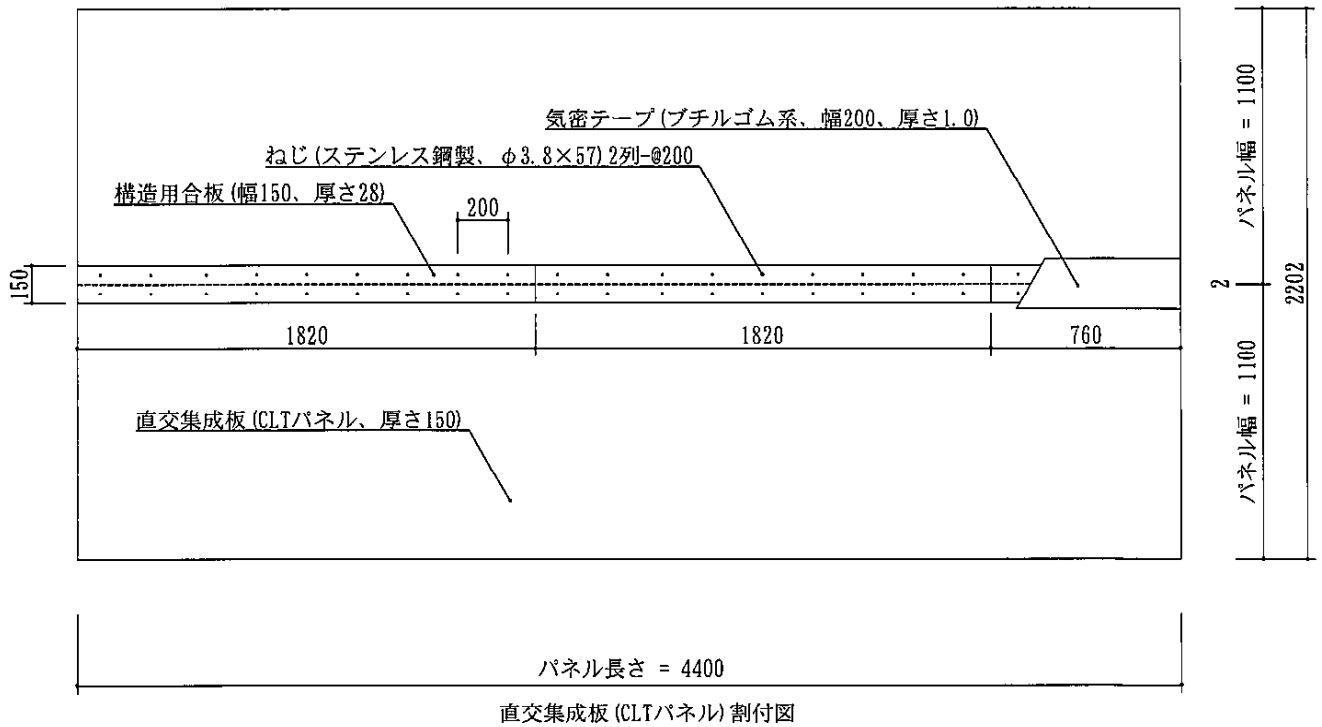 気密テープ(ブチルゴム系、幅200、厚さ1.0)
ねじ(ステンレス鋼製、φ3.8×57)2列-@200
構造用合板(幅150、厚さ28)
200
150
1820
1820
760
直交集成板(CLTパネル、厚さ150)
パネル幅 = 1100
2
パネル幅 = 1100
2202
パネル長さ = 4400
直交集成板(CLTパネル)割付図